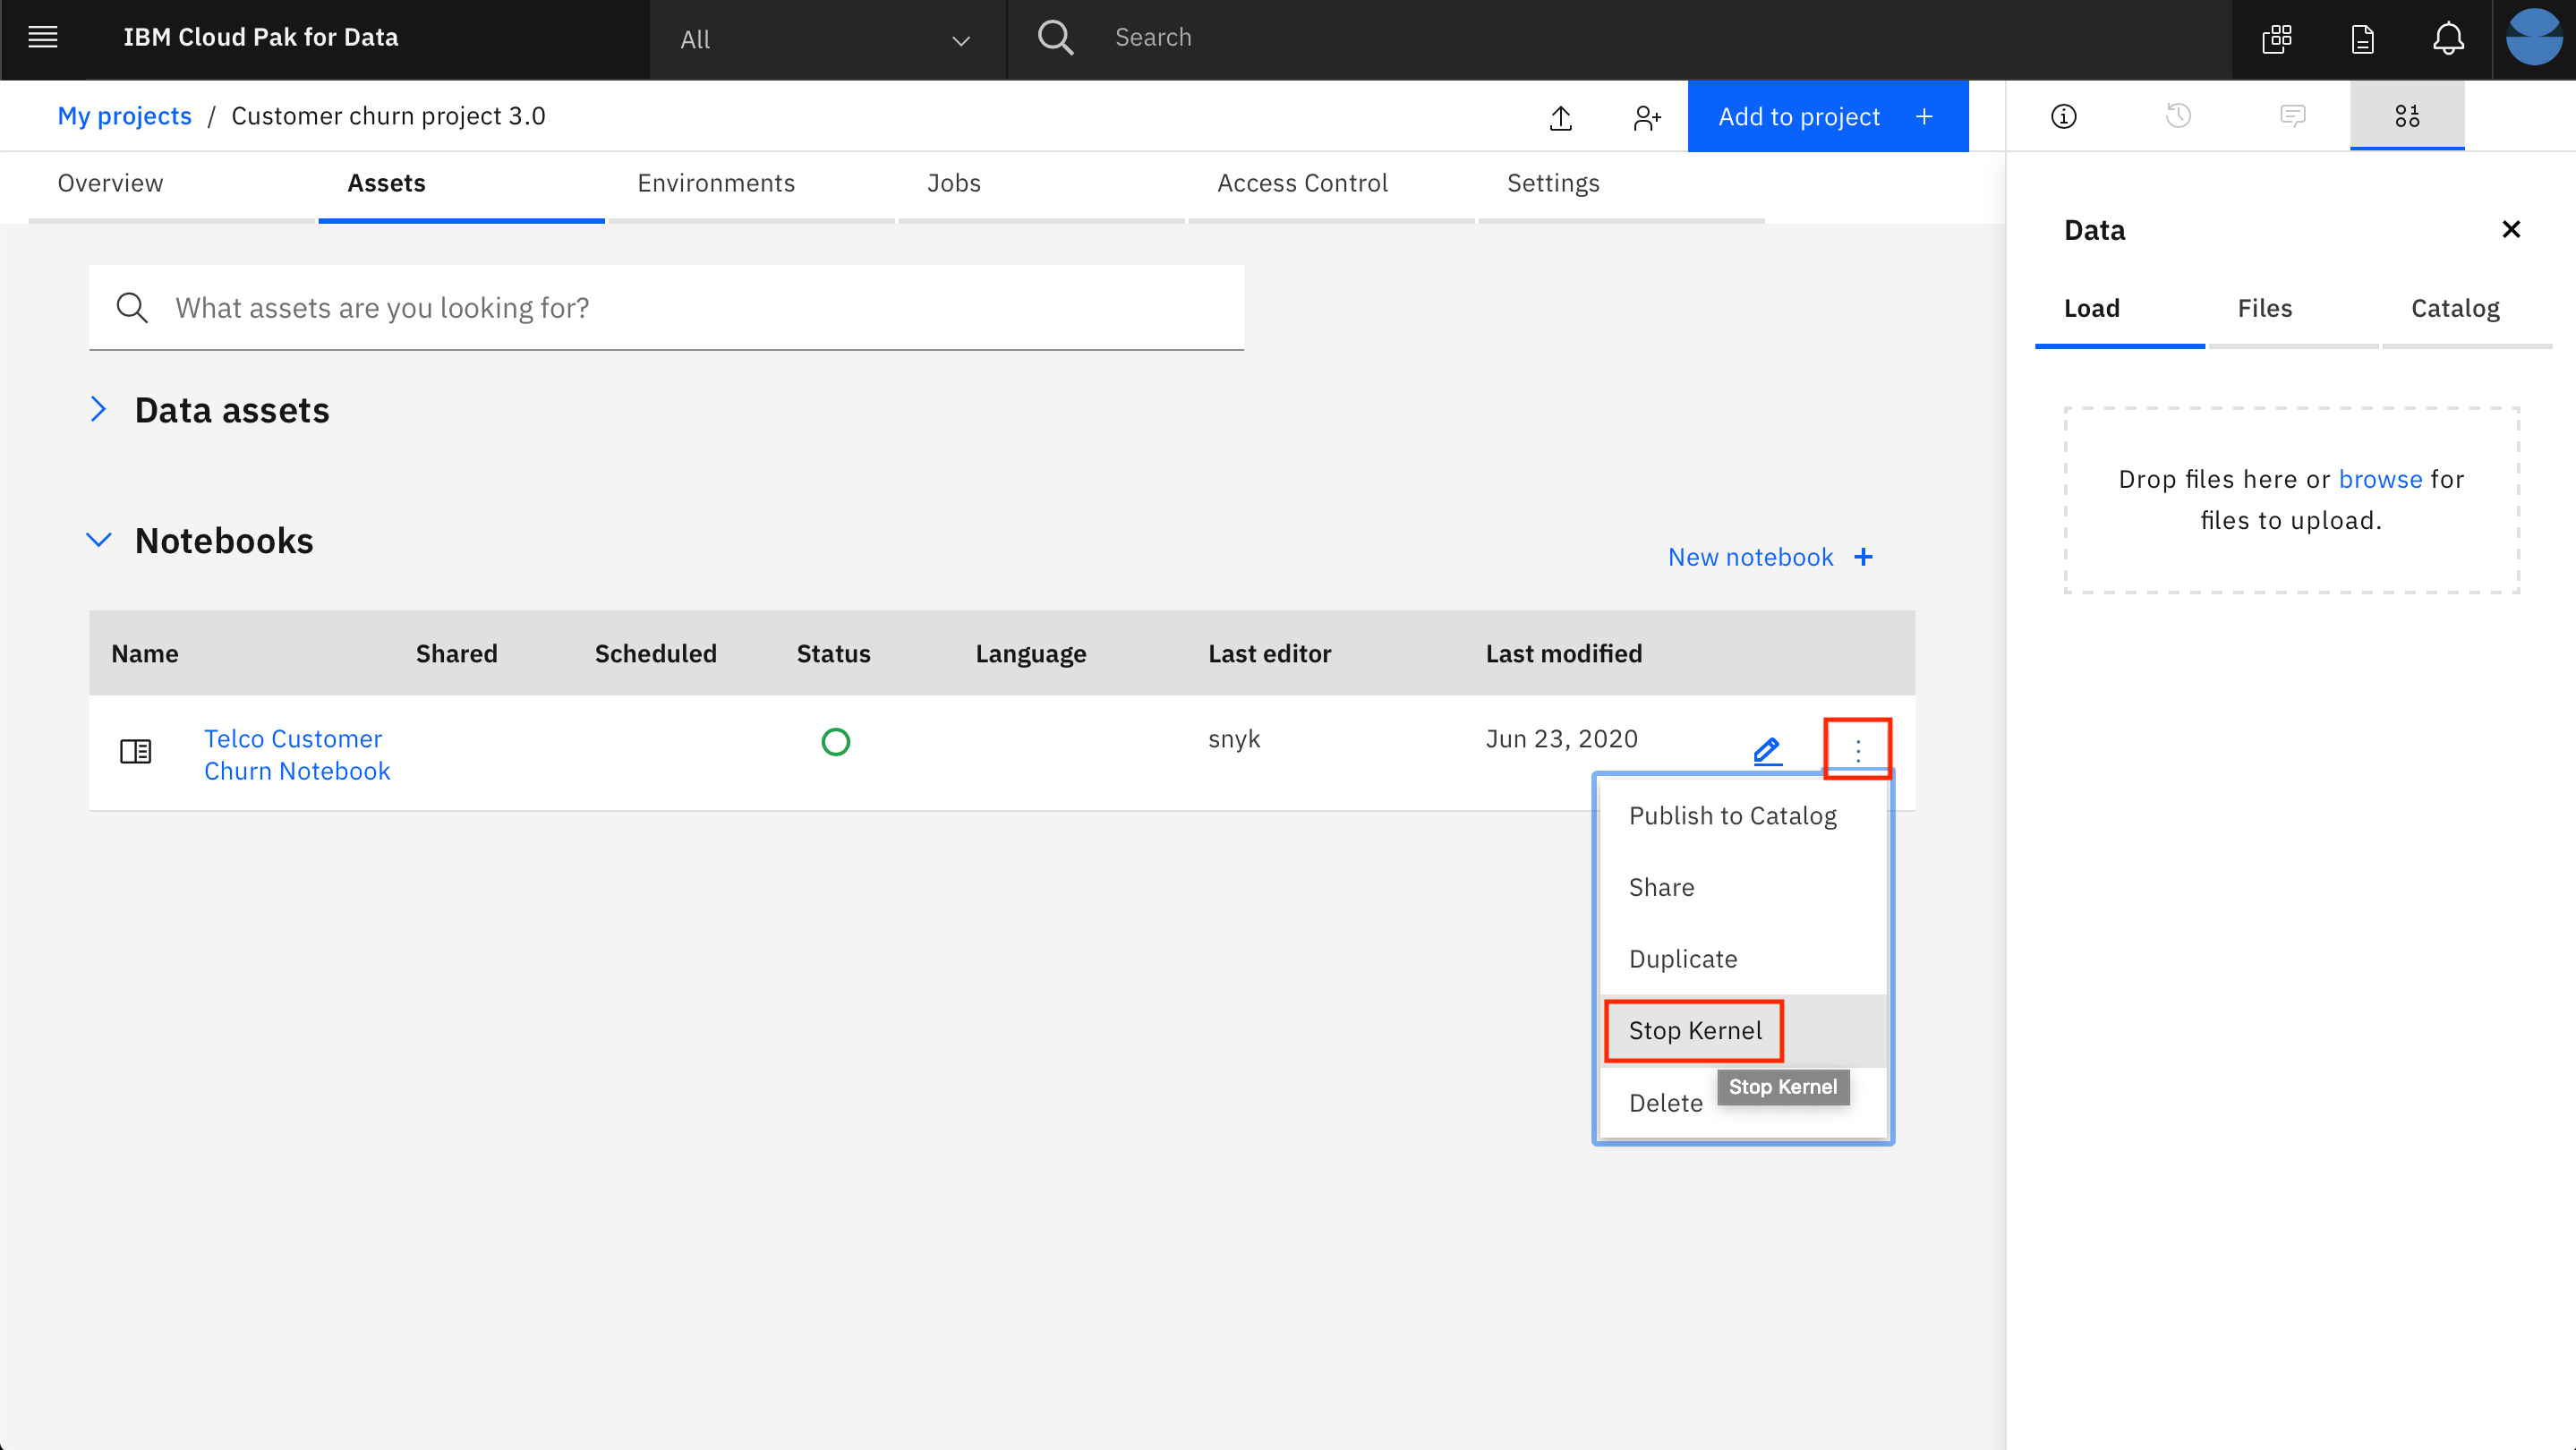 IBM Cloud Pak for Data
All
Search
My projects / Customer churn project 3.0
Add to project +
Overview
Assets
Environments
Jobs
Access Control
Settings
What assets are you looking for?
Data assets
Notebooks
New notebook +
Name Shared Scheduled Status Language Last editor Last modified
Telco Customer
Churn Notebook
snyk
Jun 23, 2020
Publish to Catalog
Share
Duplicate
Stop Kernel
Stop Kernel
Delete
Data
Load
Files
Catalog
Drop files here or browse for
files to upload.